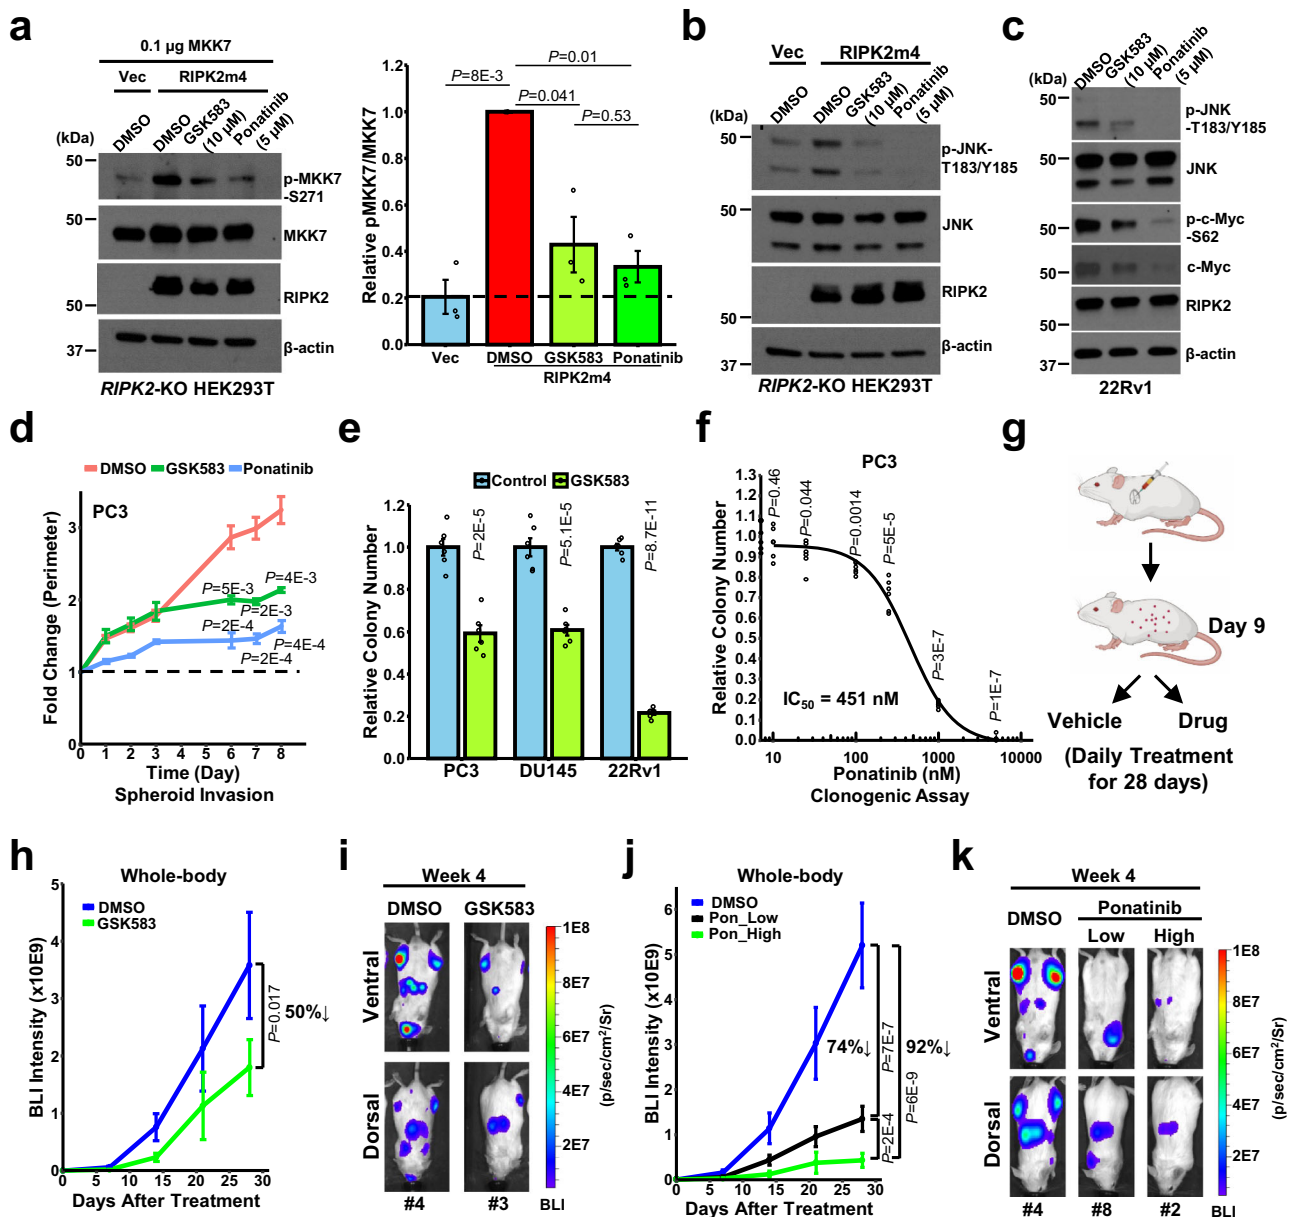 a
0.1 µg MKK7
Vec RIPK2m4
(kDa)
DMSO
DMSO
GSK583
(10 µM)
Ponatinib
(5 µM)
50
p-MKK7
-S271
50
MKK7
50
RIPK2
37
β-actin
RIPK2-KO HEK293T
Relative pMKK7/MKK7
1.2
1.0
0.8
0.6
0.4
0.2
0.0
P=0.01
P=8E-3
P=0.041
P=0.53
Vec DMSO GSK583 Ponatinib
RIPK2m4
b
Vec RIPK2m4
(kDa)
DMSO
DMSO
GSK583
(10 µM)
Ponatinib
(5 µM)
50
p-JNK-
T183/Y185
50
JNK
50
RIPK2
37
β-actin
RIPK2-KO HEK293T
c
(kDa)
DMSO
GSK583
(10 µM)
Ponatinib
(5 µM)
50
p-JNK
-T183/Y185
50
JNK
50
p-c-Myc
-S62
50
c-Myc
50
RIPK2
37
β-actin
22Rv1
d
DMSO GSK583 Ponatinib
PC3
Fold Change (Perimeter)
3
2
1
0
P=5E-3
P=4E-3
P=2E-3
P=2E-4
P=4E-4
P=2E-4
0 1 2 3 4 5 6 7 8
Time (Day)
Spheroid Invasion
e
Control GSK583
Relative Colony Number
1.2
1.0
0.8
0.6
0.4
0.2
0.0
P=2E-5
P=5.1E-5
P=8.7E-11
PC3 DU145 22Rv1
f
PC3
Relative Colony Number
1.3
1.2
1.1
1.0
0.9
0.8
0.7
0.6
0.5
0.4
0.3
0.2
0.1
0.0
P=0.46
P=0.044
P=0.0014
P=5E-5
P=3E-7
P=1E-7
IC50 = 451 nM
10 100 1000 10000
Ponatinib (nM)
Clonogenic Assay
g
Day 9
Vehicle Drug
(Daily Treatment
for 28 days)
h
Whole-body
DMSO
GSK583
BLI Intensity (x10E9)
5
4
3
2
1
0
P=0.017
50%↓
0 5 10 15 20 25 30
Days After Treatment
i
Week 4
DMSO GSK583
Ventral
Dorsal
1E8
8E7
6E7
4E7
2E7
(p/sec/cm2/Sr)
#4 #3 BLI
j
Whole-body
DMSO
Pon_Low
Pon_High
BLI Intensity (x10E9)
6
5
4
3
2
1
0
74%↓
P=7E-7
92%↓
P=6E-9
P=2E-4
0 5 10 15 20 25 30
Days After Treatment
k
Week 4
DMSO Ponatinib
Low High
Ventral
Dorsal
1E8
8E7
6E7
4E7
2E7
(p/sec/cm2/Sr)
#4 #8 #2 BLI